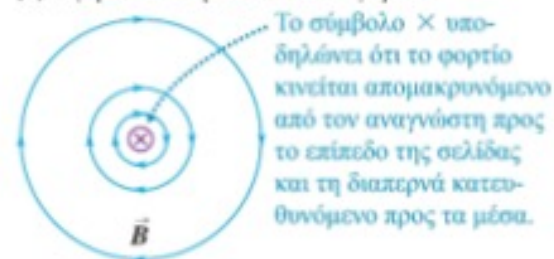 Το σύμβολο × υπο-
δηλώνει ότι το φορτίο
κινείται απομακρυνόμενο
από τον αναγνώστη προς
το επίπεδο της σελίδας
και τη διαπερνά κατευ-
θυνόμενο προς τα μέσα.
B⃗